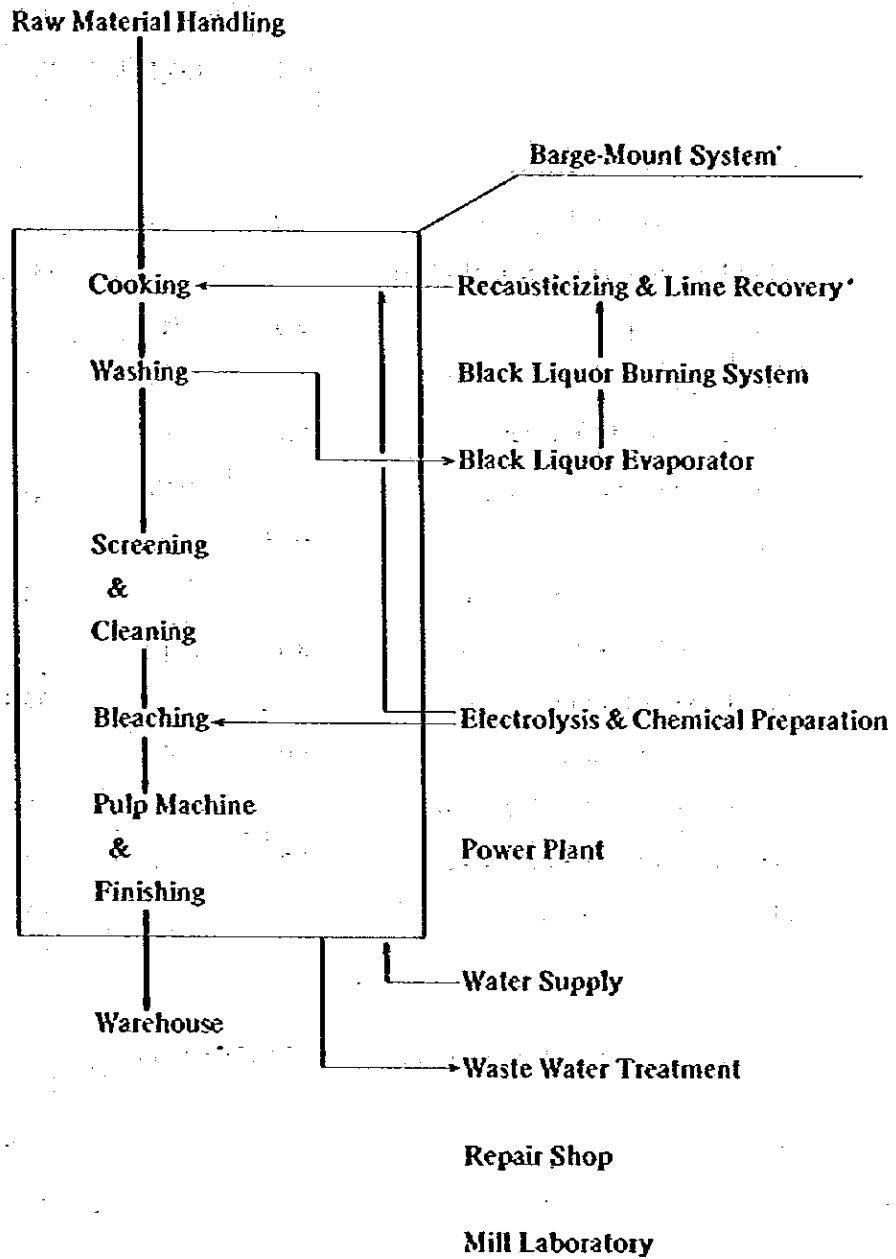 Raw Material Handling
Barge-Mount System*
Cooking
Recausticizing & Lime Recovery*
Washing
Black Liquor Burning System
Black Liquor Evaporator
Screening
&
Cleaning
Bleaching
Electrolysis & Chemical Preparation
Pulp Machine
&
Finishing
Power Plant
Water Supply
Warehouse
Waste Water Treatment
Repair Shop
Mill Laboratory